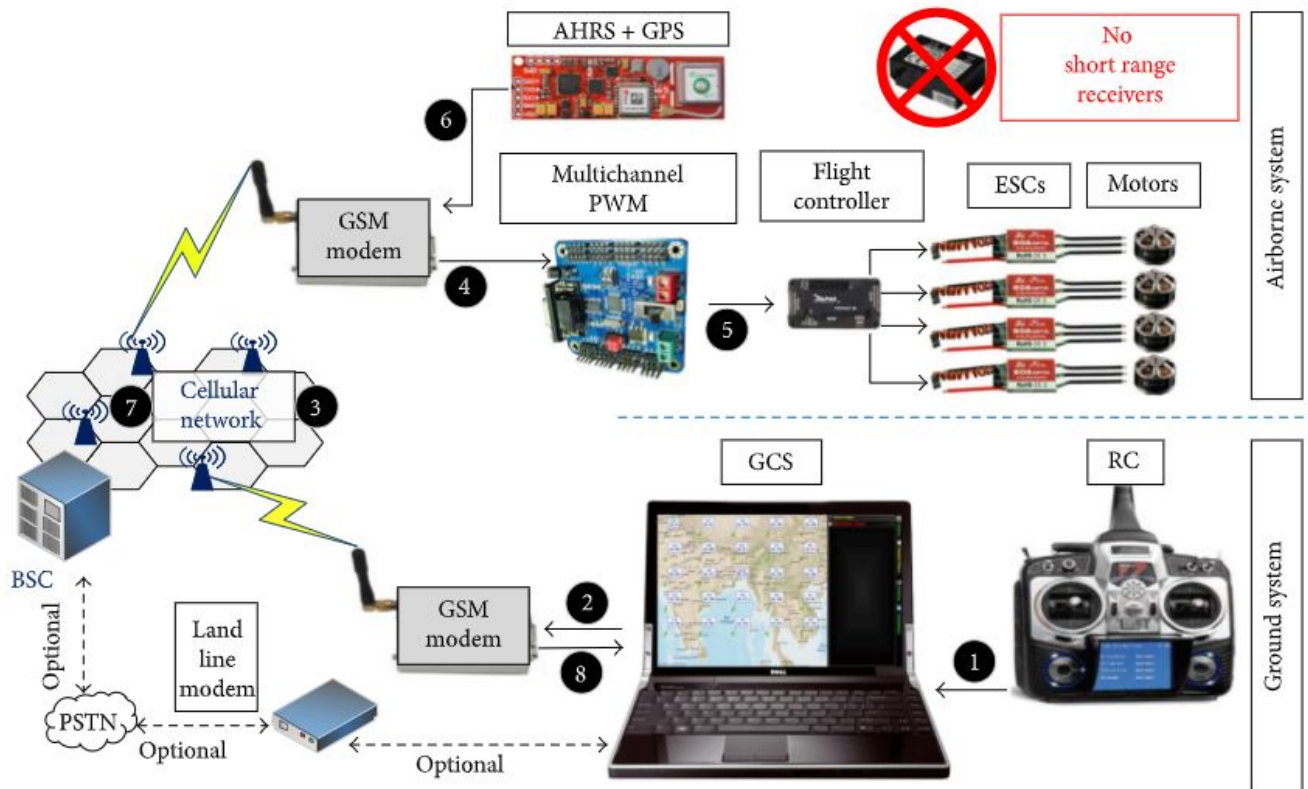 AHRS + GPS
No
short range
receivers
6
Multichannel
PWM
Flight
controller
ESCs
Motors
GSM
modem
4
5
Airborne system
7
Cellular
network
3
GCS
RC
BSC
Optional
Land
line
modem
GSM
modem
2
8
1
Ground system
PSTN
Optional
Optional
DELL